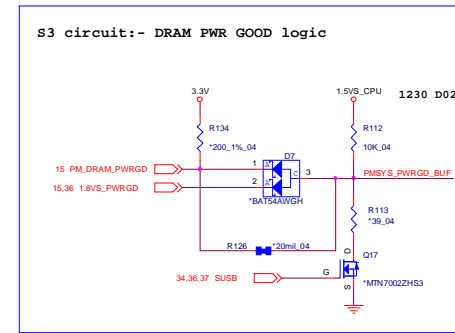 S3 circuit:- DRAM PWR GOOD logic
3.3V
1.5VS_CPU
1230 D02
R134
*200_1%_04
R112
10K_04
D7
15 PM_DRAM_PWRGD
1
A
C
3
PMSYS_PWRGD_BUF
15,36 1.8VS_PWRGD
2
A
*BAT54AWGH
R113
*39_04
R126
*20mil_04
D
Q17
34,36,37 SUSB
G
*MTN7002ZHS3
S